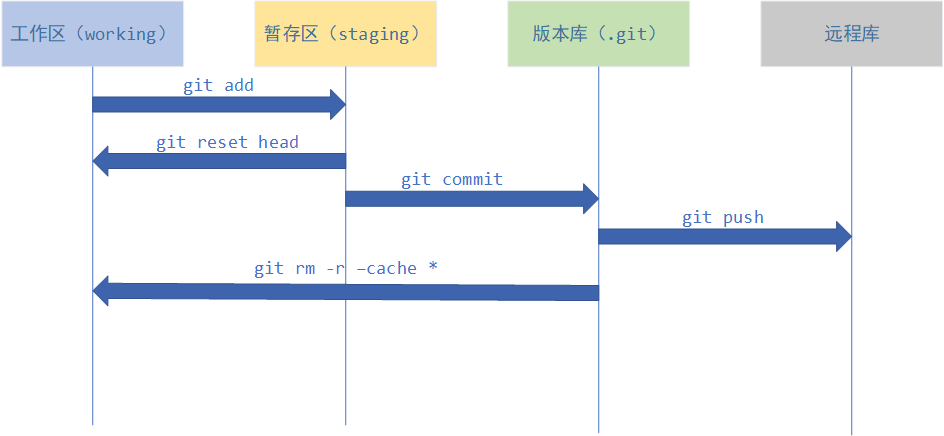 工作区（working）
暂存区（staging）
版本库（.git）
远程库
git add
git reset head
git commit
git push
git rm -r –cache *